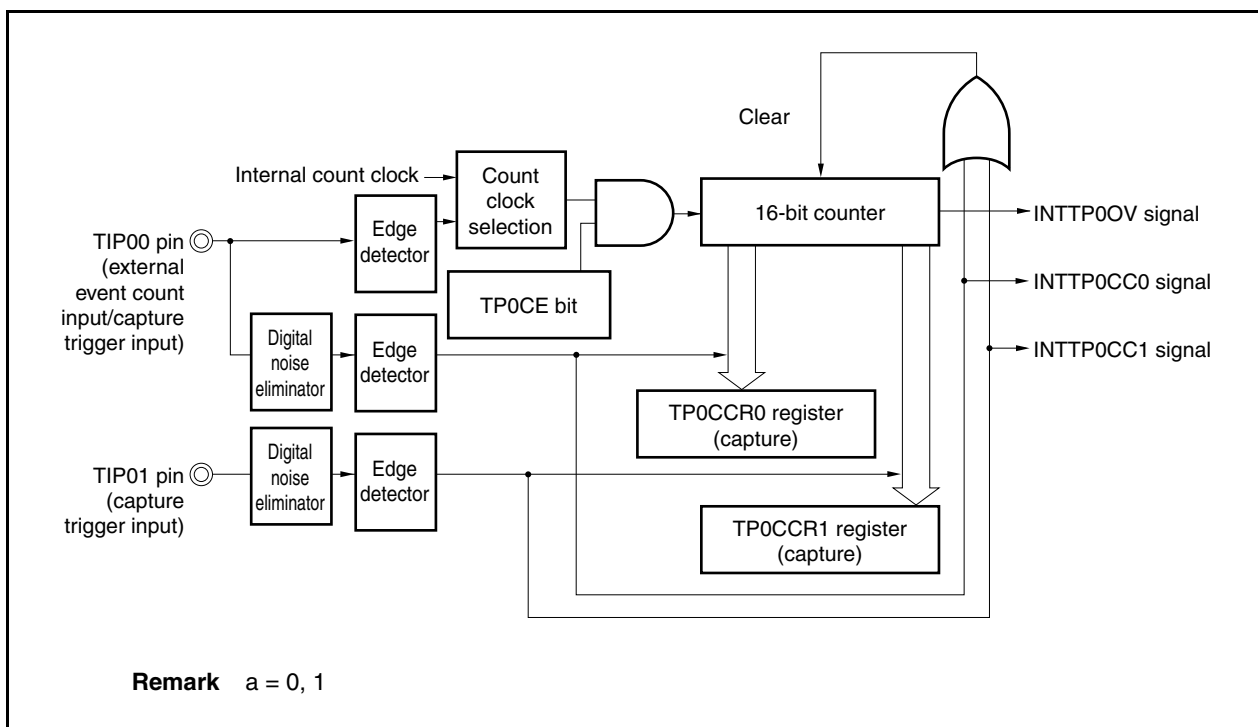 Clear
Internal count clock
Count
clock
selection
16-bit counter
INTTP0OV signal
Edge
detector
TIP00 pin
(external
event count
input/capture
trigger input)
TP0CE bit
INTTP0CC0 signal
Digital
noise
eliminator
Edge
detector
INTTP0CC1 signal
TP0CCR0 register
(capture)
TIP01 pin
(capture
trigger input)
Digital
noise
eliminator
Edge
detector
TP0CCR1 register
(capture)
Remark a = 0, 1